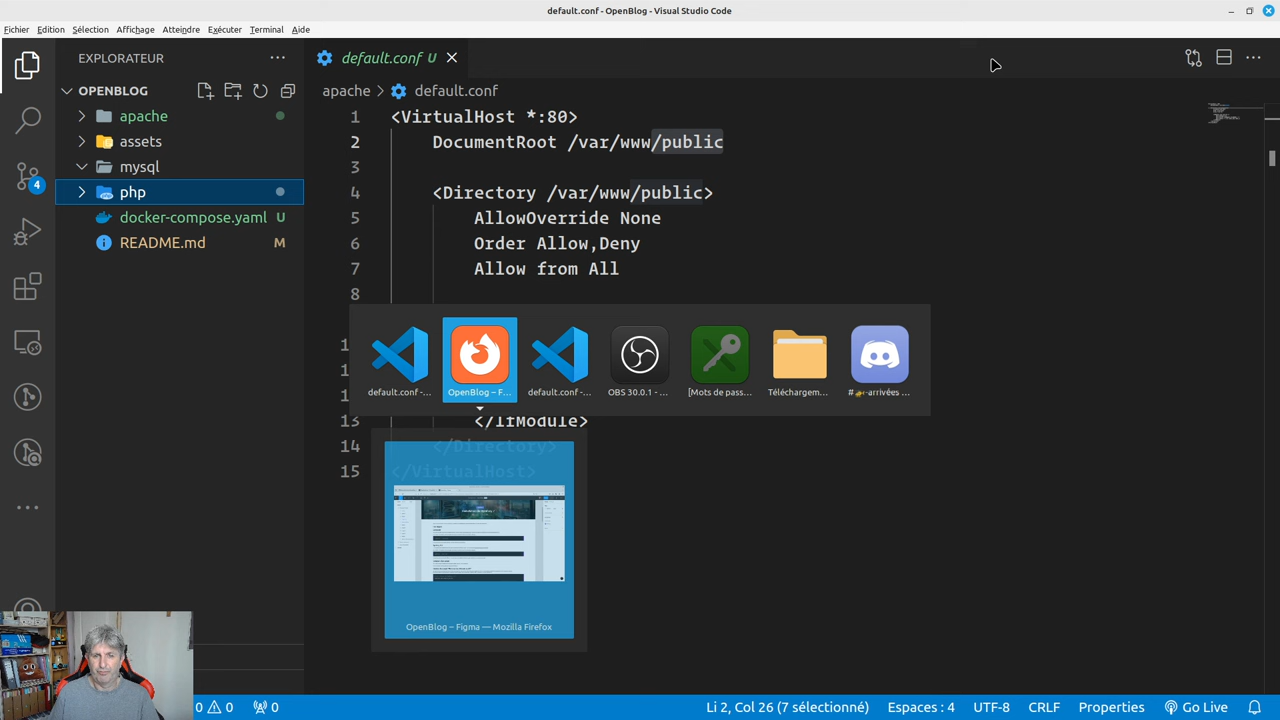 default.conf - OpenBlog - Visual Studio Code
Fichier Edition Sélection Affichage Atteindre Exécuter Terminal Aide
EXPLORATEUR
default.conf U
OPENBLOG
apache > default.conf
apache
assets
mysql
php
docker-compose.yaml U
README.md M
4
1 <VirtualHost *:80>
2 DocumentRoot /var/www/public
3
4 <Directory /var/www/public>
5 AllowOverride None
6 Order Allow,Deny
7 Allow from All
8
default.conf -...
OpenBlog – F...
default.conf -...
OBS 30.0.1 - ...
[Mots de pass...
Téléchargem...
-arrivées ...
13 </IfModule>
14 </Directory>
15 </VirtualHost>
OpenBlog – Figma — Mozilla Firefox
0 0 0 Li 2, Col 26 (7 sélectionné) Espaces : 4 UTF-8 CRLF Properties Go Live